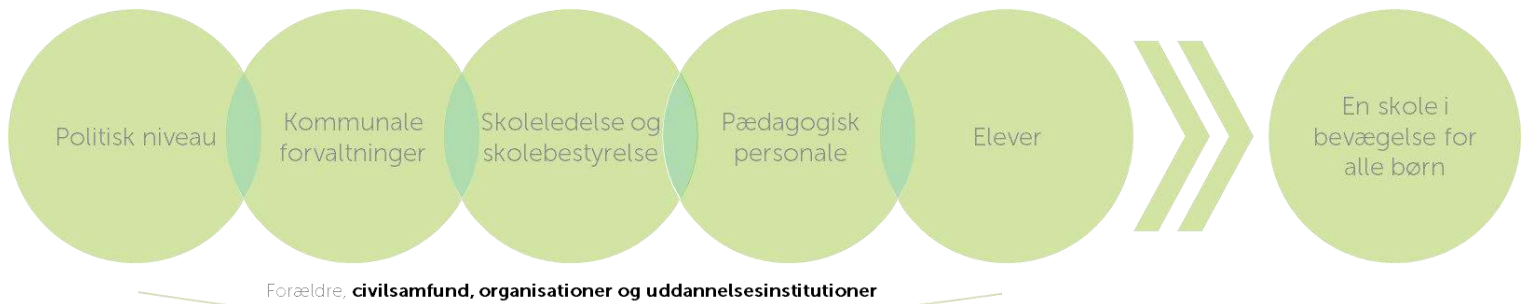 Politisk niveau
Kommunale
forvaltninger
Skoleledelse og
skolebestyrelse
Pædagogisk
personale
Elever
En skole i
bevægelse for
alle børn
Forældre, civilsamfund, organisationer og uddannelsesinstitutioner